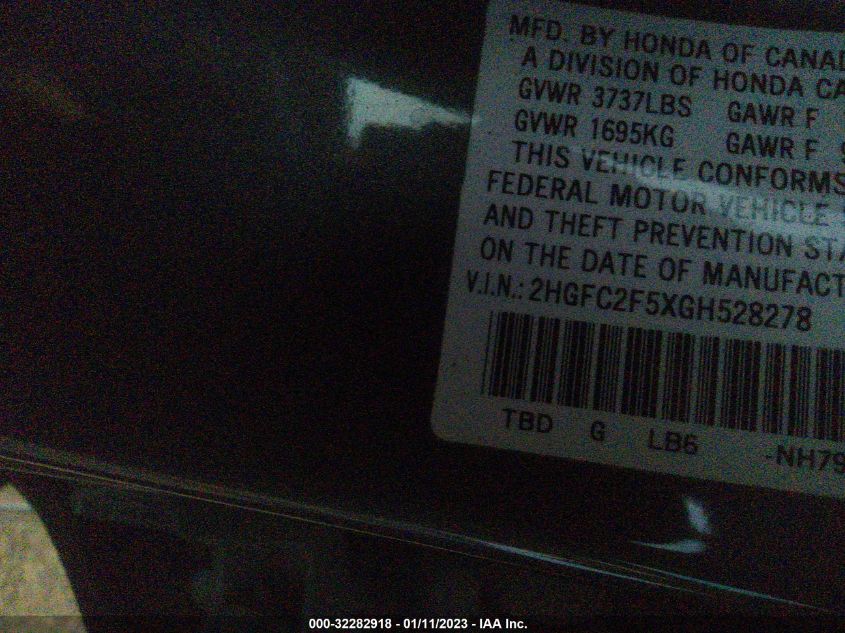 MFD. BY HONDA OF CANAD
A DIVISION OF HONDA CA
GVWR 3737LBS GAWR F
GVWR 1695KG GAWR F 9
THIS VEHICLE CONFORMS
FEDERAL MOTOR VEHICLE
AND THEFT PREVENTION STA
ON THE DATE OF MANUFACT
V.I.N.: 2HGFC2F5XGH528278
TBD G LB6 -NH79
000-32282918 - 01/11/2023 - IAA Inc.